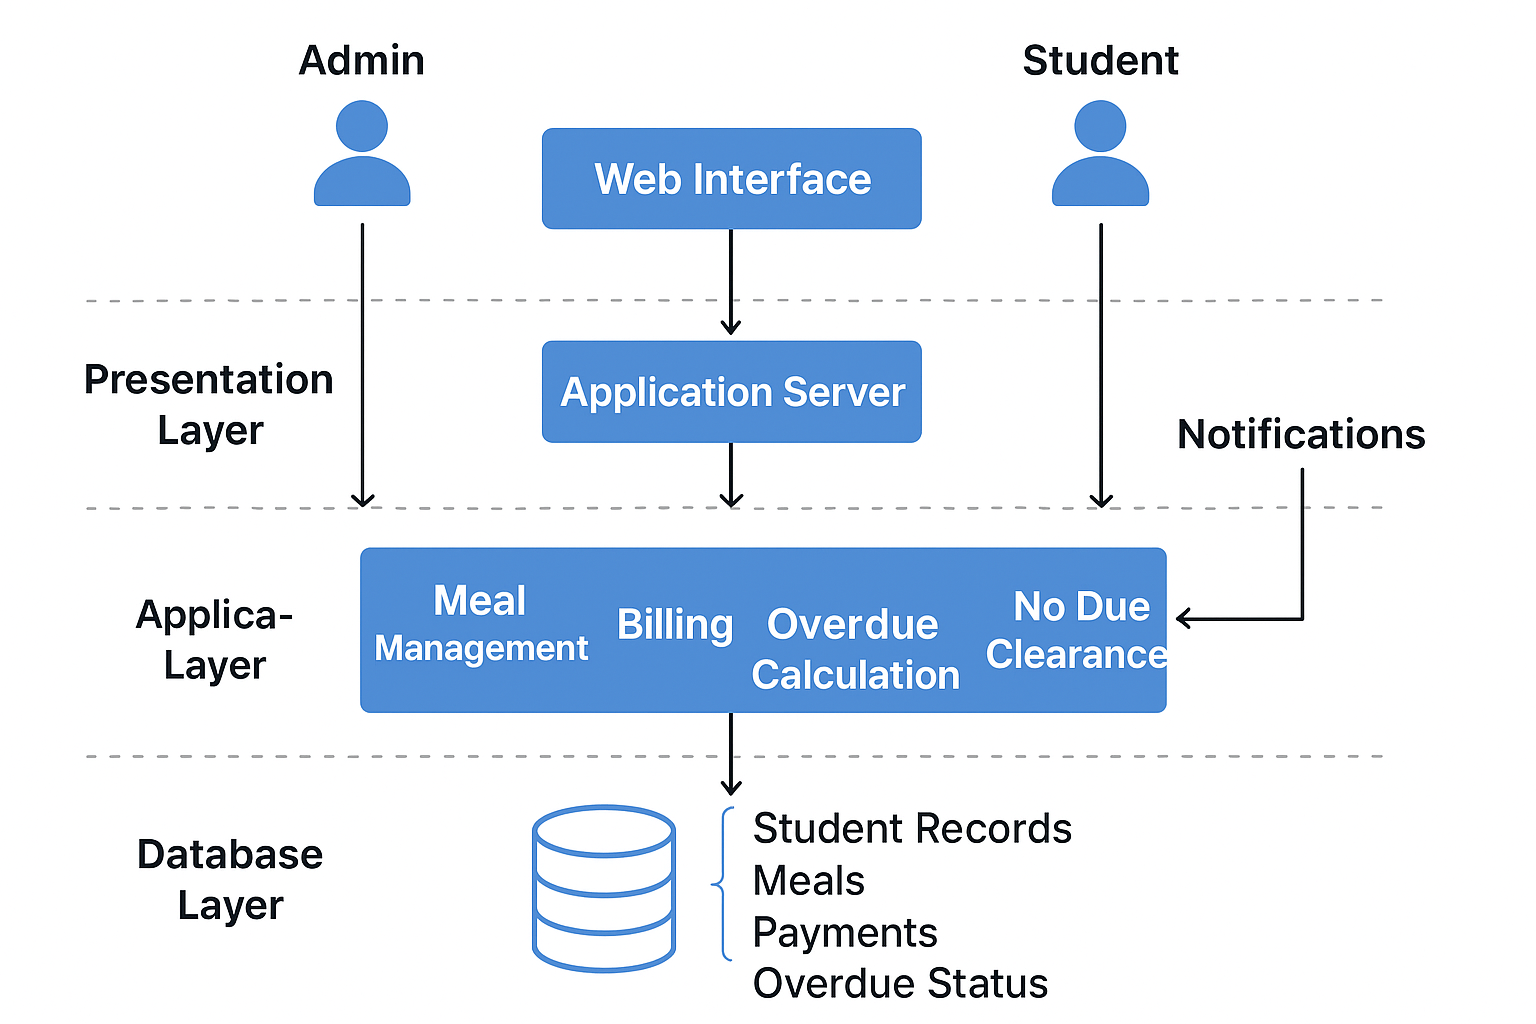 Admin
Student
Web Interface
Presentation
Layer
Application Server
Notifications
Applica-
Layer
Meal
Management
Billing
Overdue
Calculation
No Due
Clearance
Database
Layer
Student Records
Meals
Payments
Overdue Status